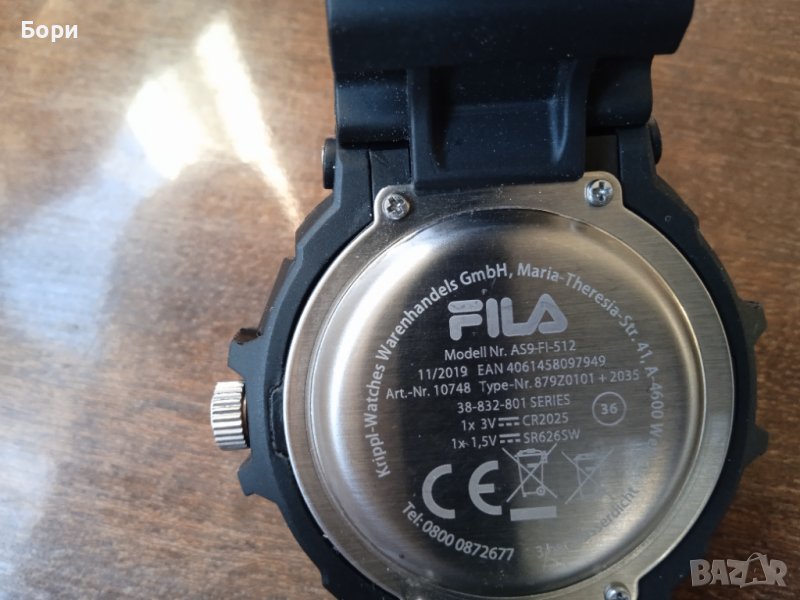 Бори
Krippl-Watches Warenhandels GmbH, Maria-Theresia-Str. 41, A-4600
FILA
Modell Nr. AS9-FI-512
11/2019 EAN 4061458097949
Art.-Nr. 10748 Type-Nr. 879Z0101 + 2035
38-832-801 SERIES
36
1x 3V CR2025
1x 1,5V SR626SW
CE
Tel: 0800 0872677
BAZAR